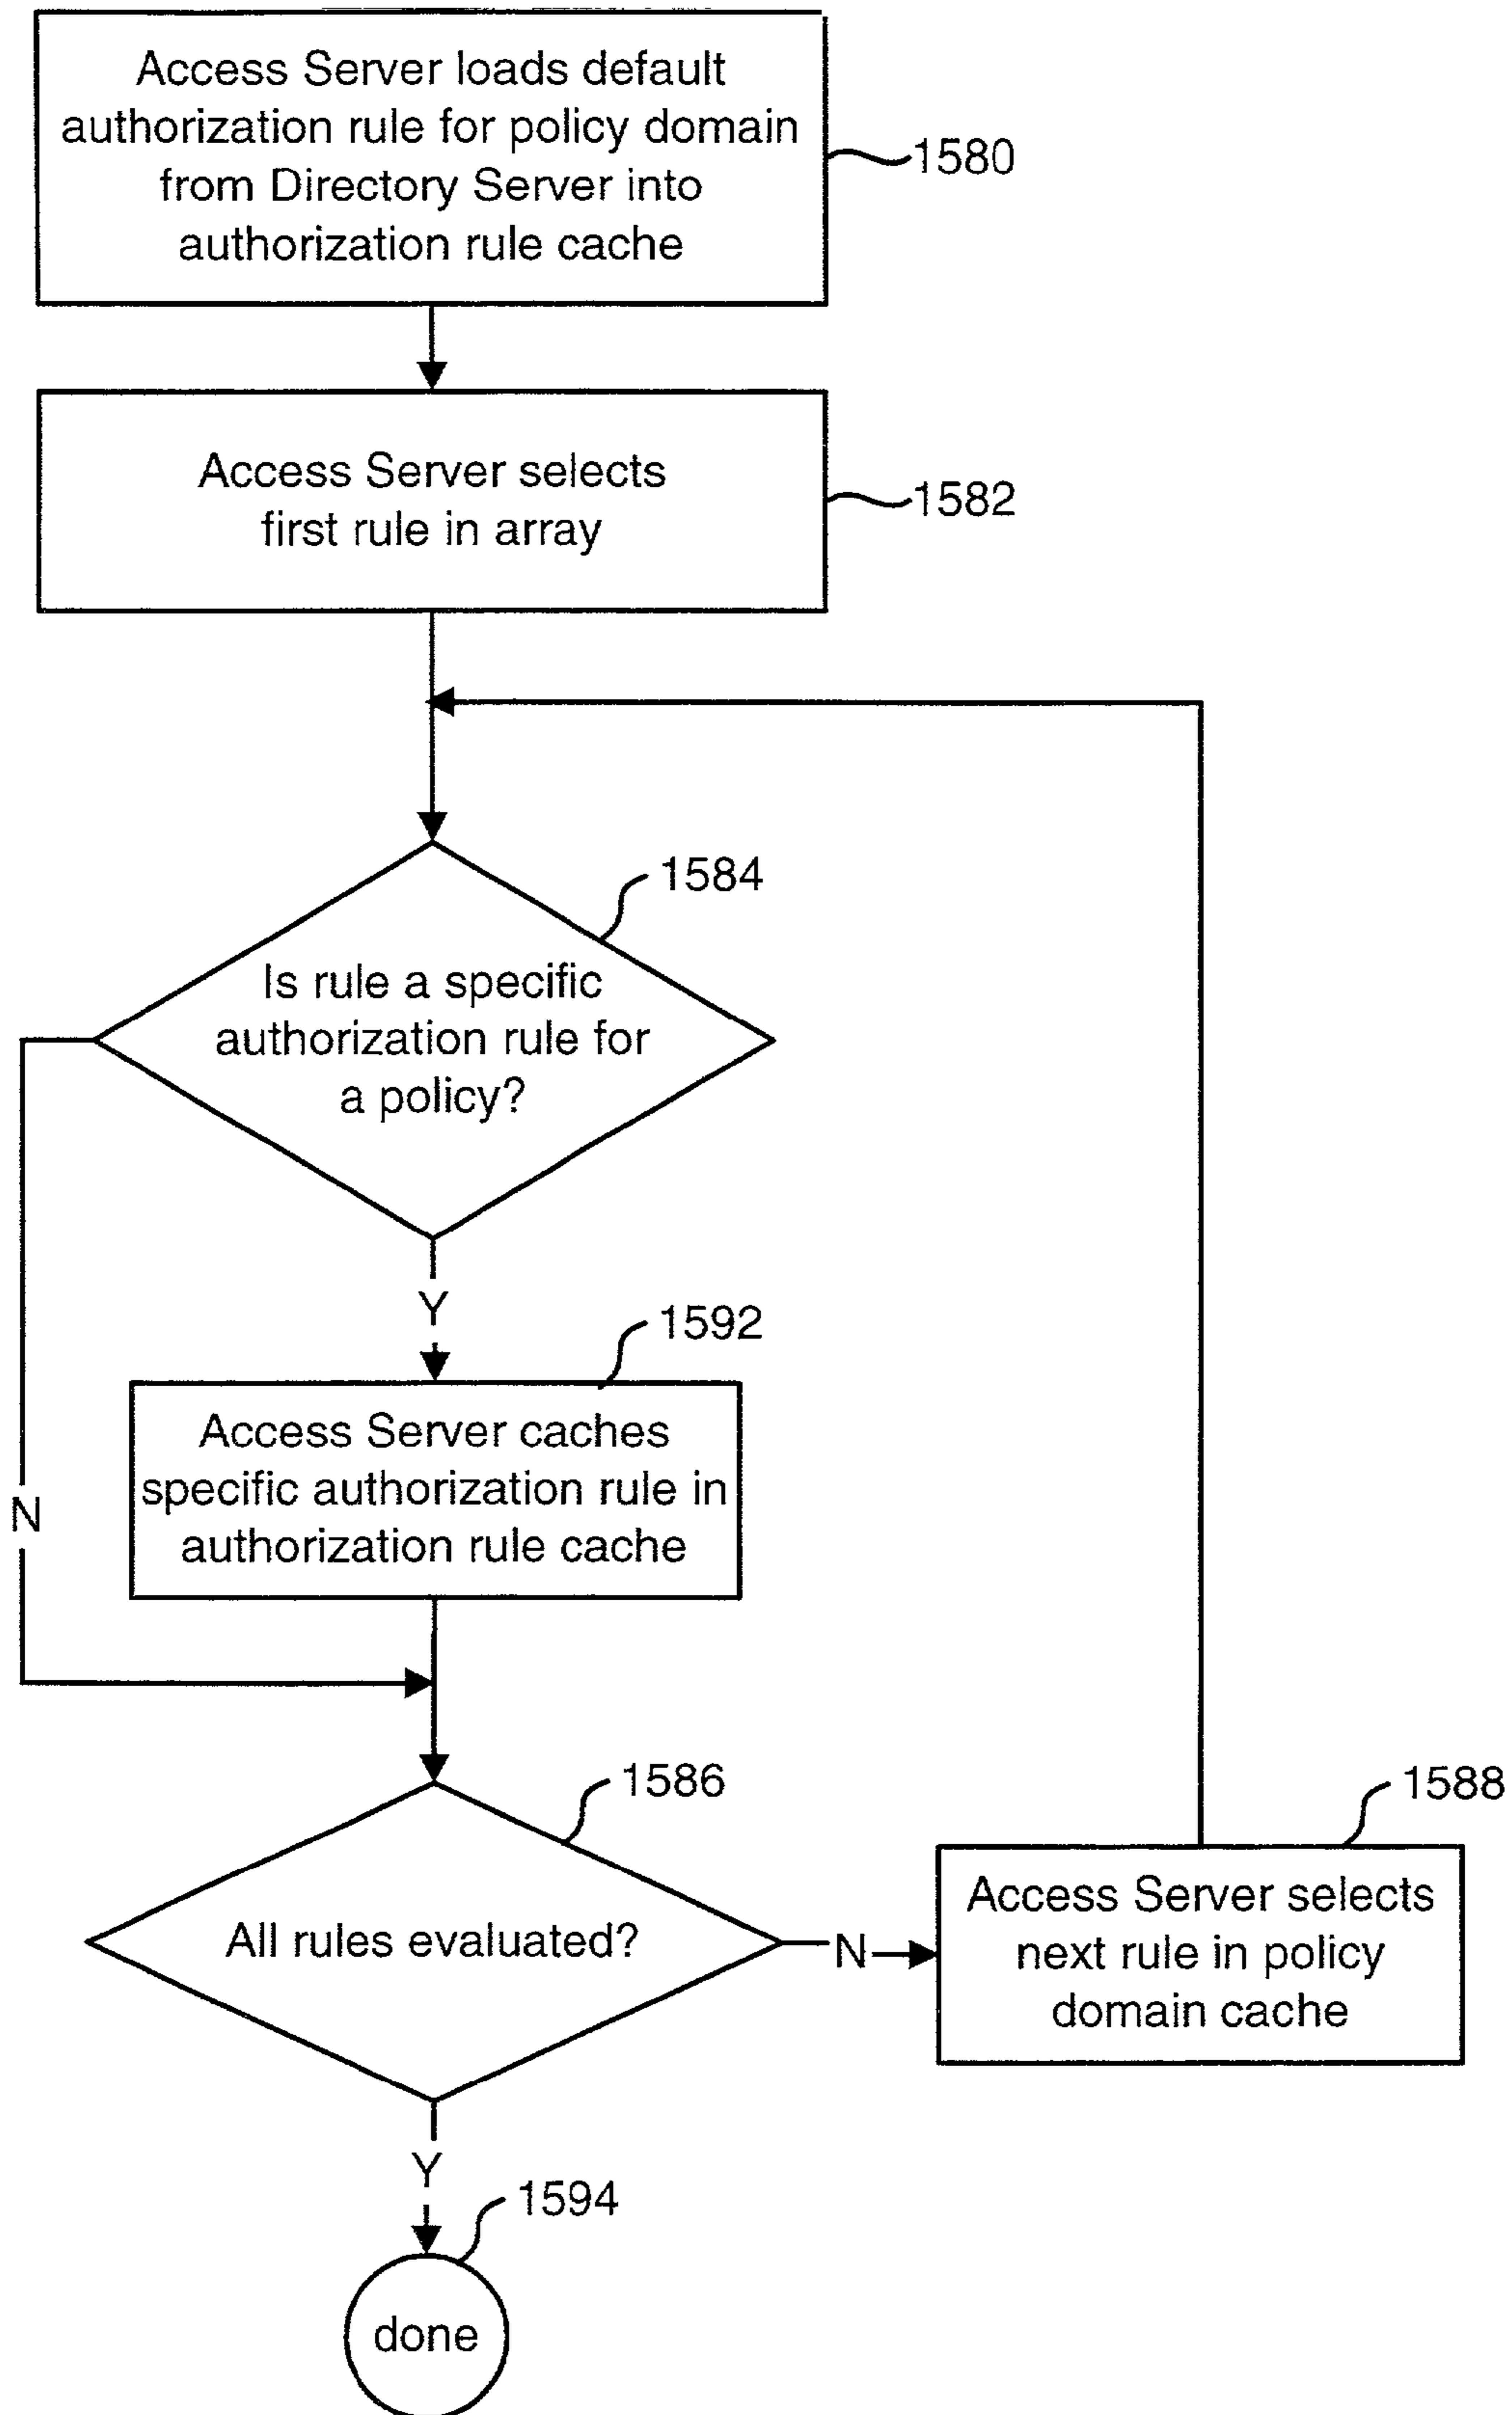 Access Server loads default
authorization rule for policy domain
from Directory Server into
authorization rule cache
1580
Access Server selects
first rule in array
1582
1584
Is rule a specific
authorization rule for
a policy?
Y
N
1592
Access Server caches
specific authorization rule in
authorization rule cache
1586
All rules evaluated?
N
1588
Access Server selects
next rule in policy
domain cache
Y
1594
done